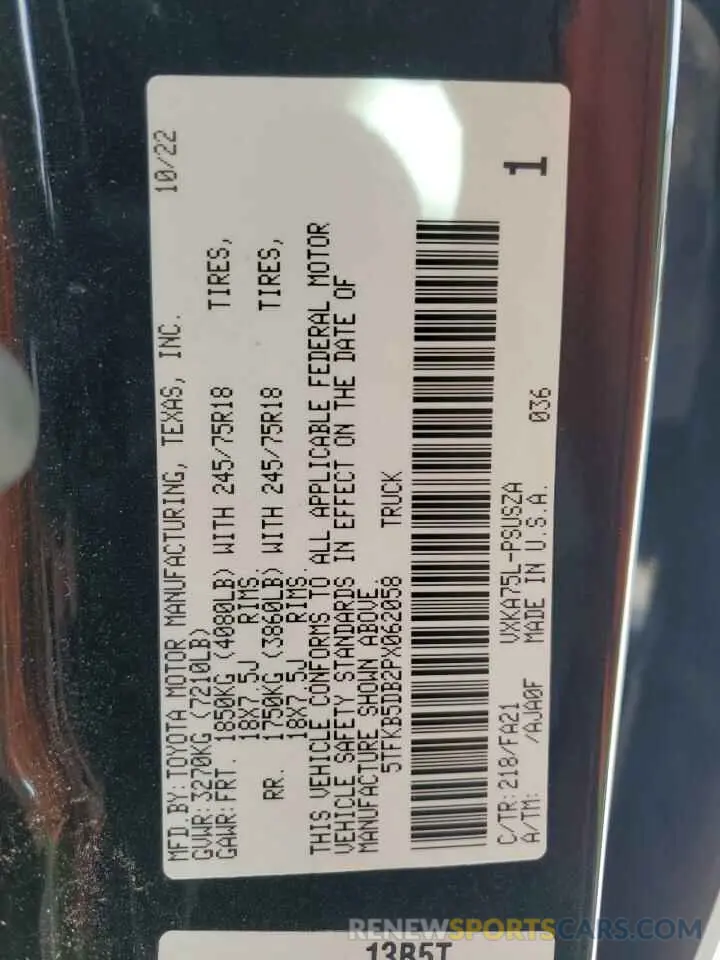 MFD.BY:TOYOTA MOTOR MANUFACTURING, TEXAS, INC. 10/22
GVWR:3270KG (7210LB)
GAWR:FRT. 1850KG (4080LB) WITH 245/75R18 TIRES,
18X7.5J RIMS.
RR. 1750KG (3860LB) WITH 245/75R18 TIRES,
18X7.5J RIMS.
THIS VEHICLE CONFORMS TO ALL APPLICABLE FEDERAL MOTOR
VEHICLE SAFETY STANDARDS IN EFFECT ON THE DATE OF
MANUFACTURE SHOWN ABOVE.
5TFKB5DB2PX062058 TRUCK
C/TR:218/FA21 VXKA75L-PSUSZA 036
A/TM: /AJA0F MADE IN U.S.A.
1
13B5T
RENEWSPORTSCARS.COM